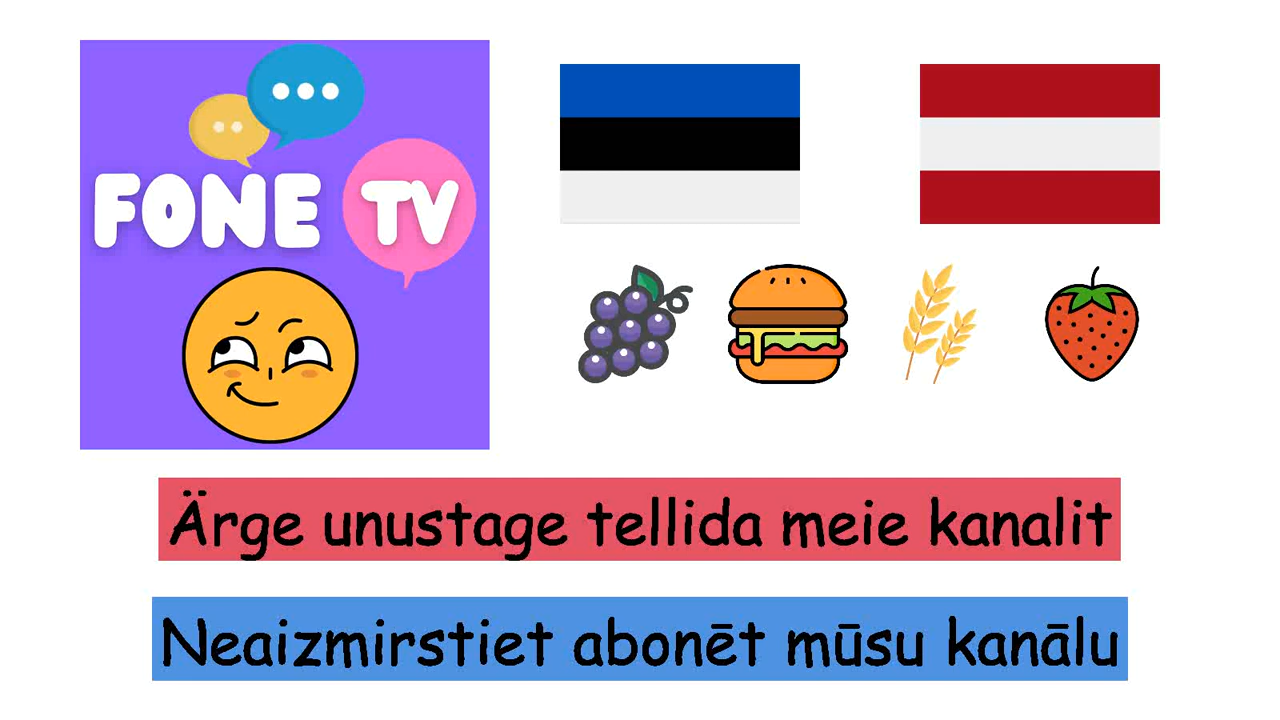 FONE TV
Ärge unustage tellida meie kanalit
Neaizmirstiet abonēt mūsu kanālu